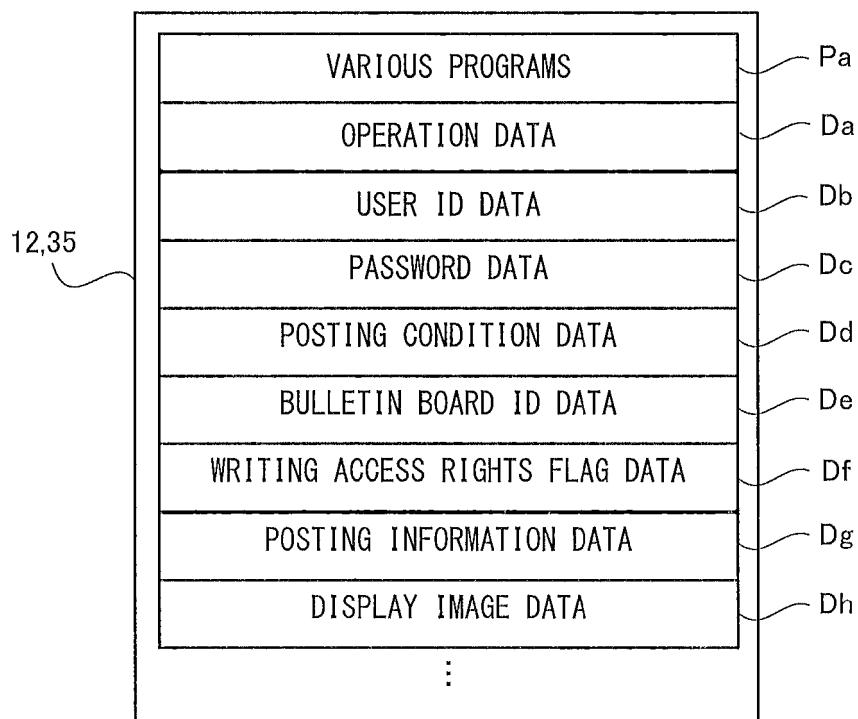 VARIOUS PROGRAMS Pa
OPERATION DATA Da
USER ID DATA Db
12,35
PASSWORD DATA Dc
POSTING CONDITION DATA Dd
BULLETIN BOARD ID DATA De
WRITING ACCESS RIGHTS FLAG DATA Df
POSTING INFORMATION DATA Dg
DISPLAY IMAGE DATA Dh
⋮